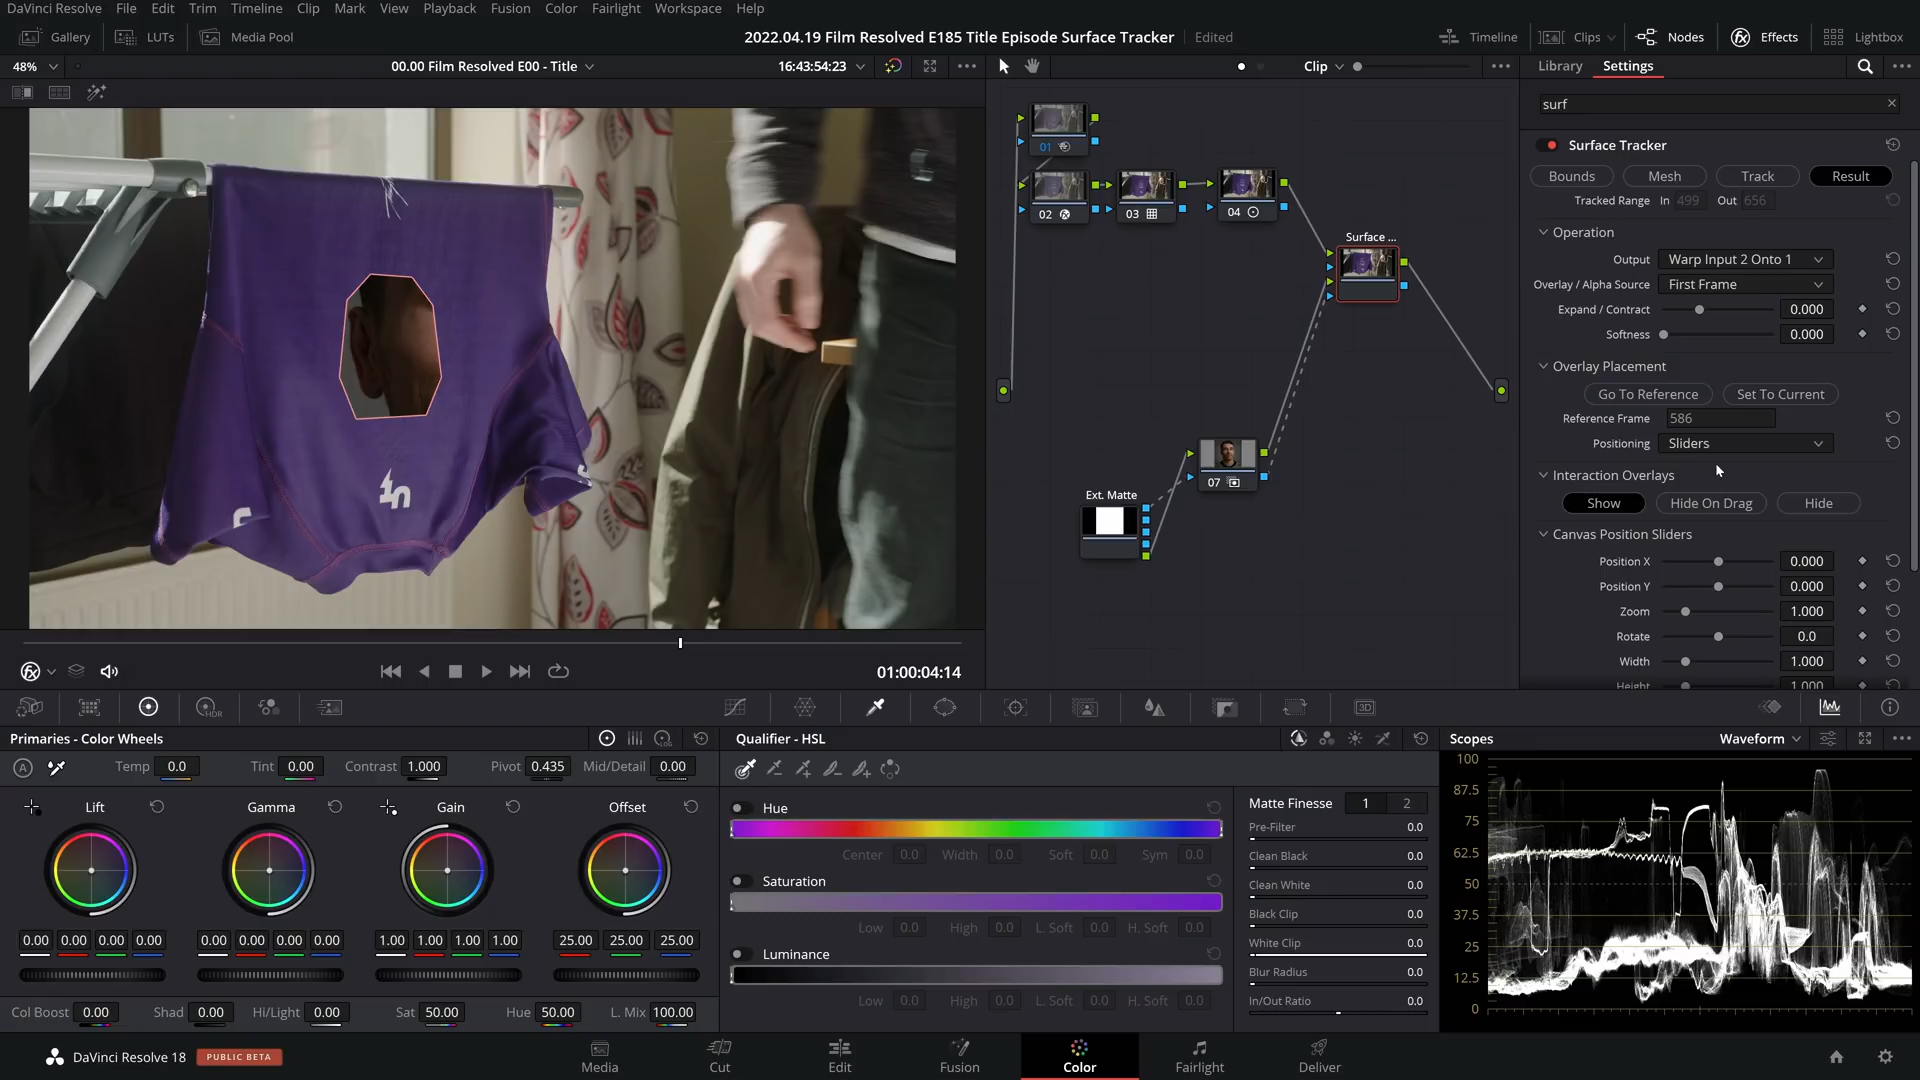 DaVinci Resolve File Edit Trim Timeline Clip Mark View Playback Fusion Color Fairlight Workspace Help
Gallery LUTs Media Pool 2022.04.19 Film Resolved E185 Title Episode Surface Tracker Edited Timeline Clips Nodes Effects Lightbox
48% 00.00 Film Resolved E00 - Title 16:43:54:23 Clip Library Settings
surf
Surface Tracker
Bounds Mesh Track Result
Tracked Range In 499 Out 656
Operation
Output Warp Input 2 Onto 1
Overlay / Alpha Source First Frame
Expand / Contract 0.000
Softness 0.000
Overlay Placement
Go To Reference Set To Current
Reference Frame 586
Positioning Sliders
Interaction Overlays
Show Hide On Drag Hide
Canvas Position Sliders
Position X 0.000
Position Y 0.000
Zoom 1.000
Rotate 0.0
Width 1.000
Height 1.000
01
02 03 04
Surface ...
07
Ext. Matte
01:00:04:14
HDR
3D
Primaries - Color Wheels LOG Qualifier - HSL Scopes Waveform
A Temp 0.0 Tint 0.00 Contrast 1.000 Pivot 0.435 Mid/Detail 0.00
Lift Gamma Gain Offset
0.00 0.00 0.00 0.00 0.00 0.00 0.00 0.00 1.00 1.00 1.00 1.00 25.00 25.00 25.00
Col Boost 0.00 Shad 0.00 Hi/Light 0.00 Sat 50.00 Hue 50.00 L. Mix 100.00
Hue
Center 0.0 Width 0.0 Soft 0.0 Sym 0.0
Saturation
Low 0.0 High 0.0 L. Soft 0.0 H. Soft 0.0
Luminance
Low 0.0 High 0.0 L. Soft 0.0 H. Soft 0.0
Matte Finesse 1 2
Pre-Filter 0.0
Clean Black 0.0
Clean White 0.0
Black Clip 0.0
White Clip 0.0
Blur Radius 0.0
In/Out Ratio 0.0
100
87.5
75
62.5
50
37.5
25
12.5
0
DaVinci Resolve 18 PUBLIC BETA Media Cut Edit Fusion Color Fairlight Deliver